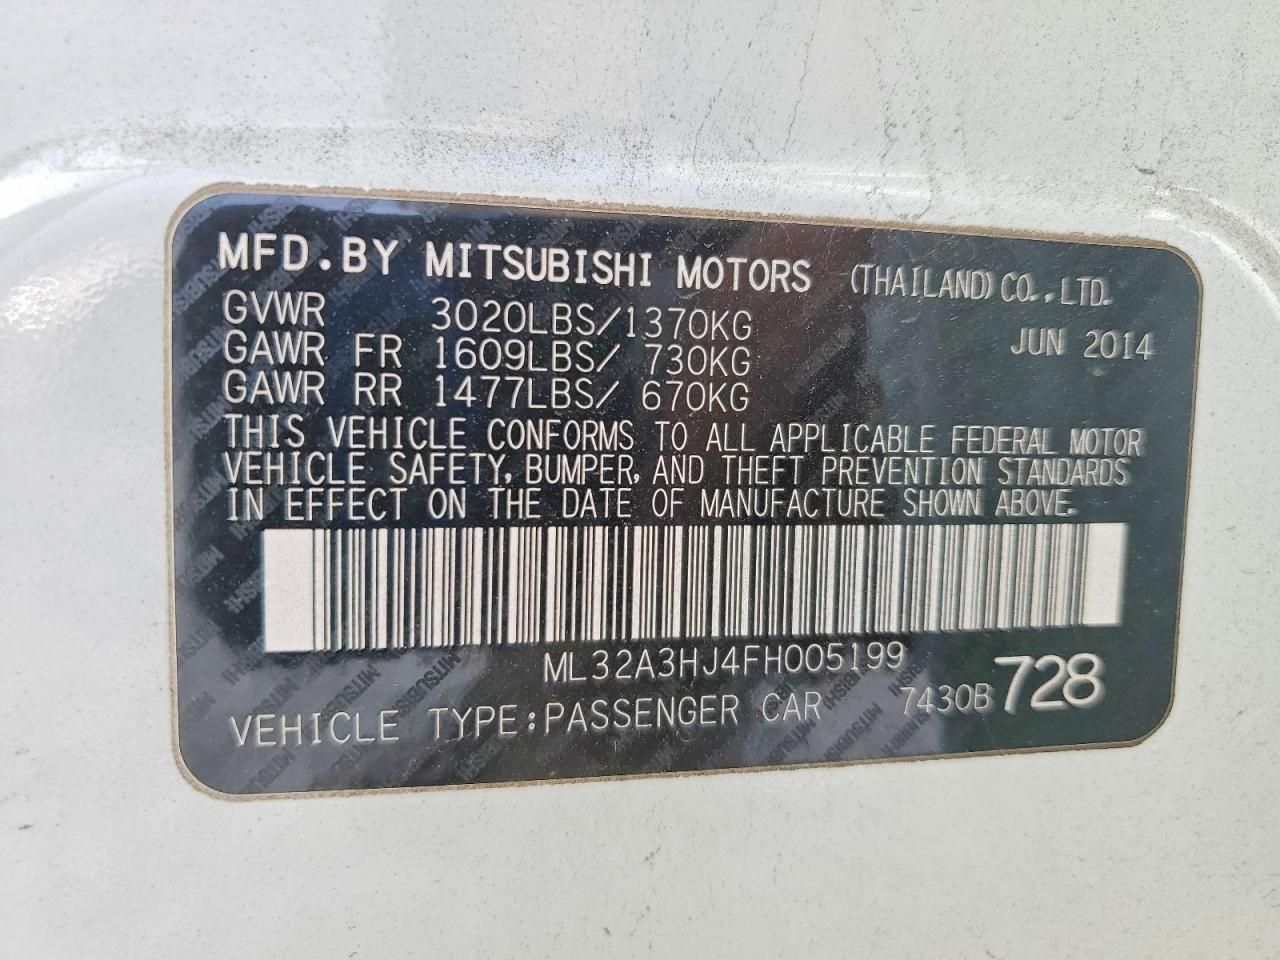 MFD.BY MITSUBISHI MOTORS (THAILAND) CO.,LTD.
GVWR 3020LBS/1370KG JUN 2014
GAWR FR 1609LBS/ 730KG
GAWR RR 1477LBS/ 670KG
THIS VEHICLE CONFORMS TO ALL APPLICABLE FEDERAL MOTOR
VEHICLE SAFETY, BUMPER, AND THEFT PREVENTION STANDARDS
IN EFFECT ON THE DATE OF MANUFACTURE SHOWN ABOVE.
ML32A3HJ4FH005199
VEHICLE TYPE:PASSENGER CAR 7430B 728